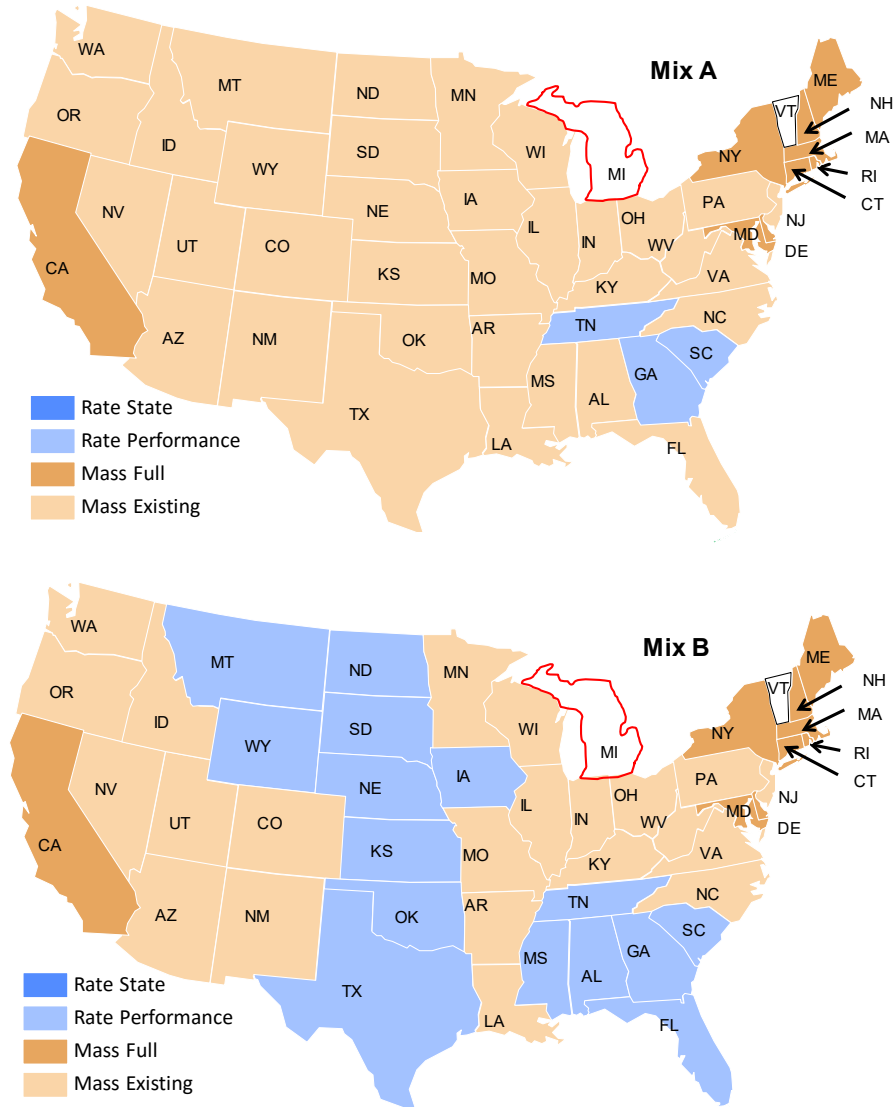 Mix A
WA
MT
ND
MN
ME
VT
NH
OR
ID
SD
WI
NY
MA
WY
MI
RI
NV
NE
IA
PA
CT
UT
CO
IL
IN
OH
WV
NJ
MD
CA
KS
MO
VA
DE
KY
AZ
NM
OK
AR
TN
NC
SC
MS
AL
GA
TX
LA
FL
Rate State
Rate Performance
Mass Full
Mass Existing
Mix B
WA
MT
ND
MN
ME
VT
NH
OR
ID
SD
WI
NY
MA
WY
MI
RI
NV
NE
IA
PA
CT
UT
CO
IL
IN
OH
WV
NJ
MD
CA
KS
MO
VA
DE
KY
AZ
NM
OK
AR
TN
NC
SC
MS
AL
GA
TX
LA
FL
Rate State
Rate Performance
Mass Full
Mass Existing